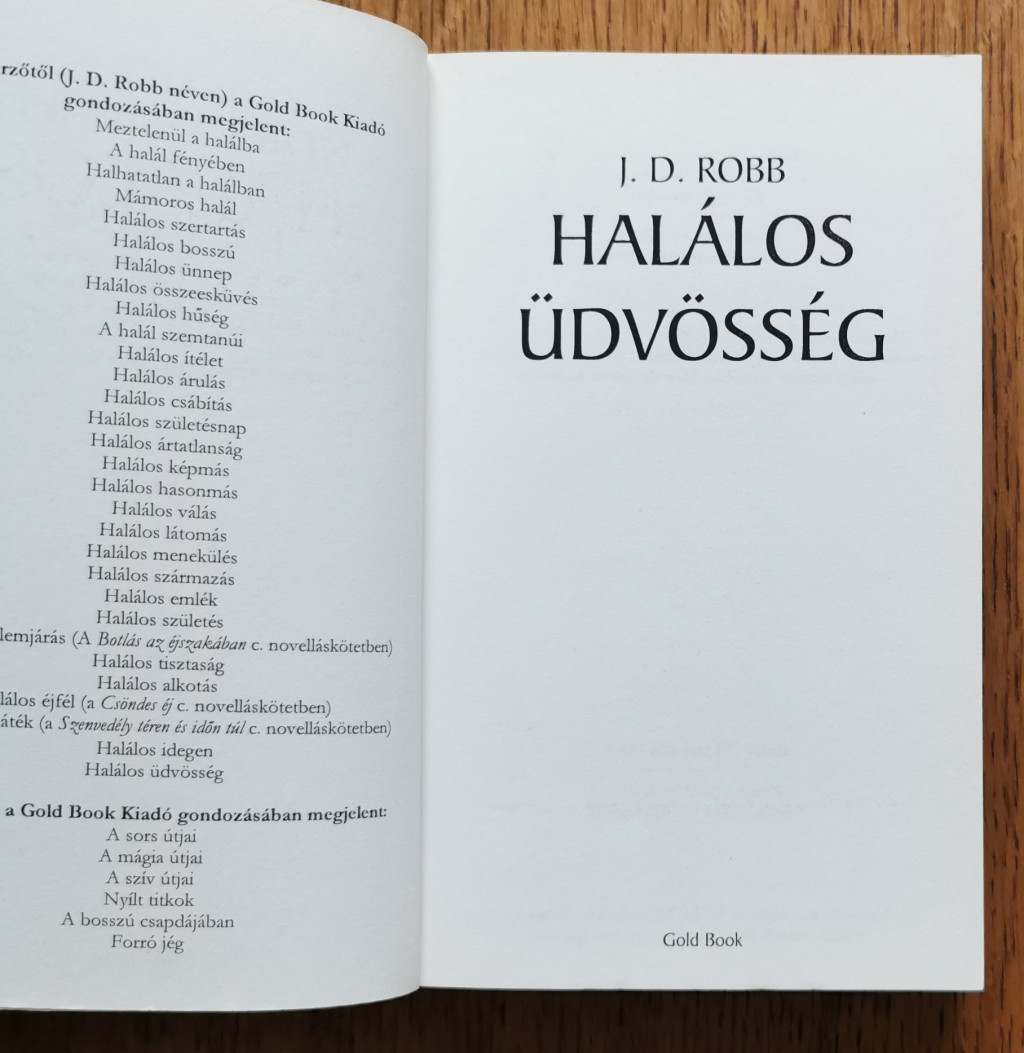 (J. D. Robb néven) a Gold Book Kiadó
gondozásában megjelent:
Meztelenül a halálba
A halál fényében
Halhatatlan a halálban
Mámoros halál
Halálos szertartás
Halálos bosszú
Halálos ünnep
Halálos összeesküvés
Halálos hűség
A halál szemtanúi
Halálos ítélet
Halálos árulás
Halálos csábítás
Halálos születésnap
Halálos ártatlanság
Halálos képmás
Halálos hasonmás
Halálos válás
Halálos látomás
Halálos menekülés
Halálos származás
Halálos emlék
Halálos születés
lemjárás (A Botlás az éjszakában c. novelláskötetben)
Halálos tisztaság
Halálos alkotás
lálos éjfél (a Csöndes éj c. novelláskötetben)
áték (a Szenvedély téren és időn túl c. novelláskötetben)
Halálos idegen
Halálos üdvösség
a Gold Book Kiadó gondozásában megjelent:
A sors útjai
A mágia útjai
A szív útjai
Nyílt titkok
A bosszú csapdájában
Forró jég
J. D. ROBB
HALÁLOS
ÜDVÖSSÉG
Gold Book